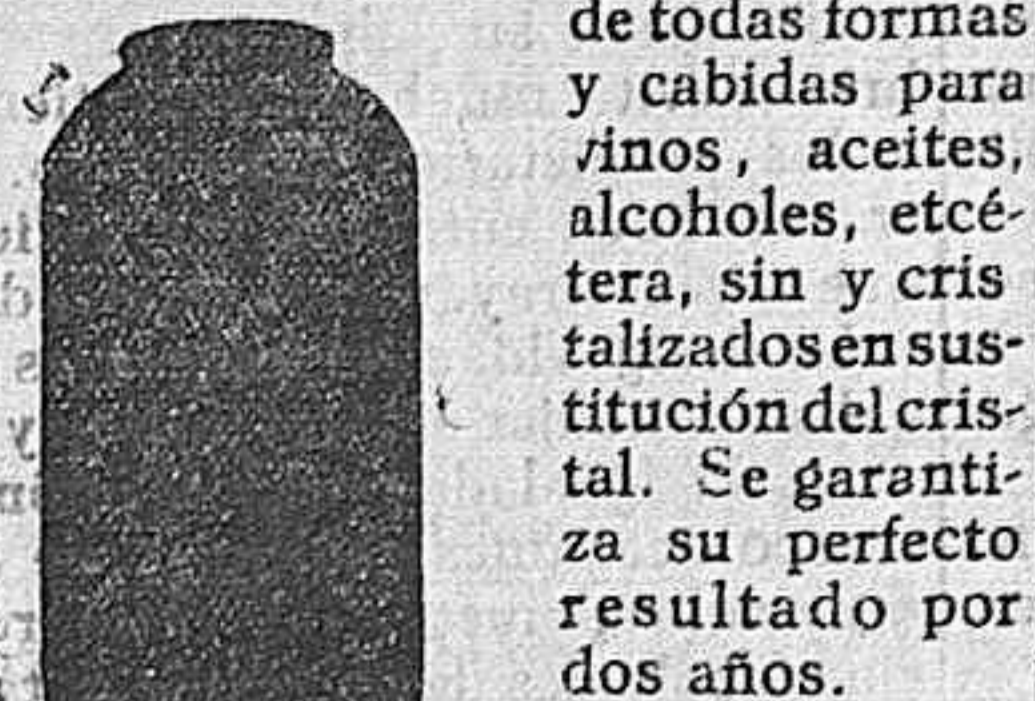 de todas formas
y cabidas para
vinos, aceites,
alcoholes, etcé-
tera, sin y cris
talizados en sus-
titución del cris-
tal. Se garanti-
za su perfecto
resultado por
dos años.